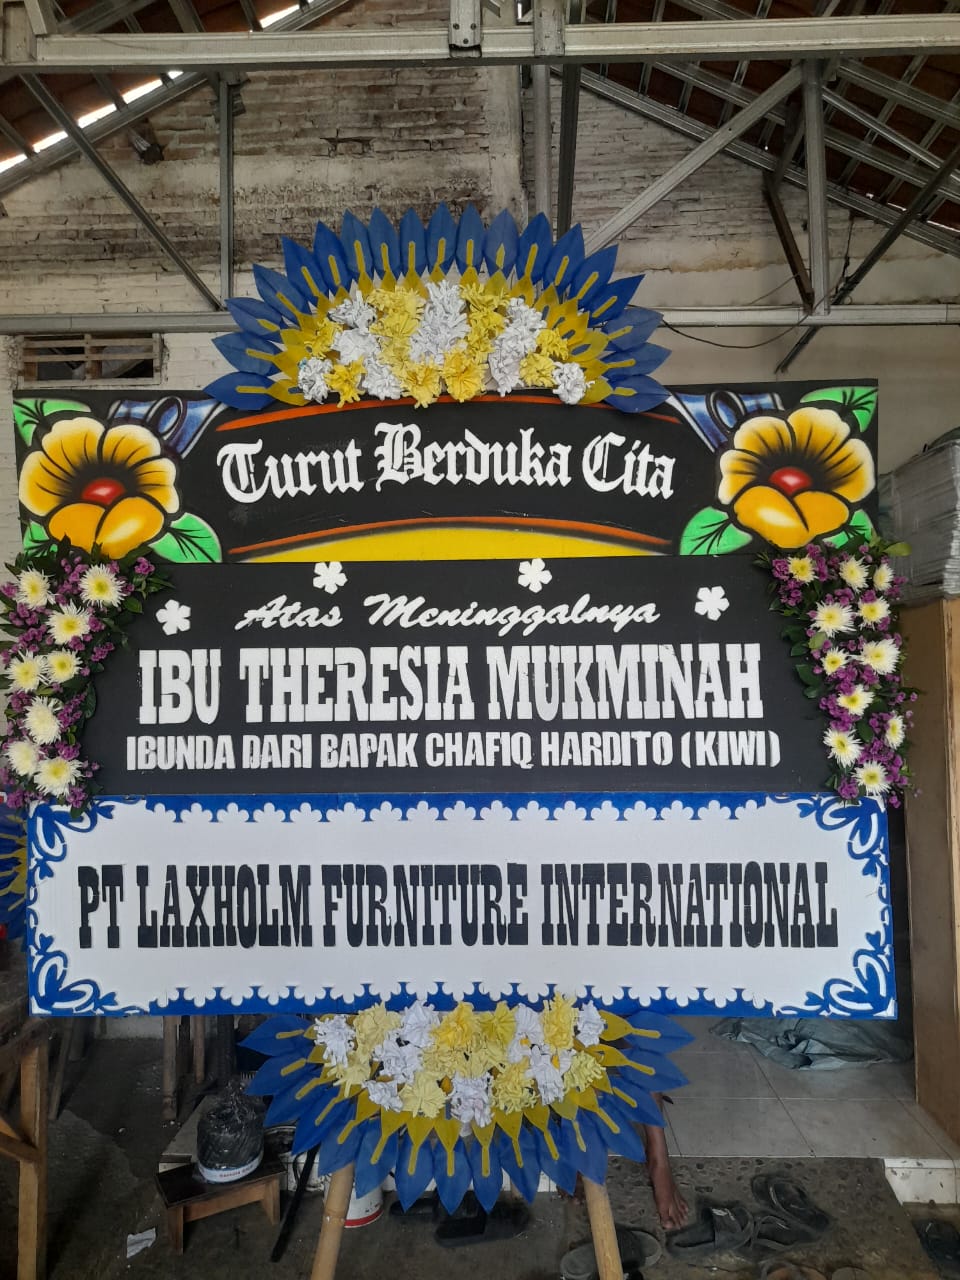 Turut Berduka Cita
Atas Meninggalnya
IBU THERESIA MUKMINAH
IBUNDA DARI BAPAK CHAFIQ HARDITO (KIWI)
PT LAXHOLM FURNITURE INTERNATIONAL